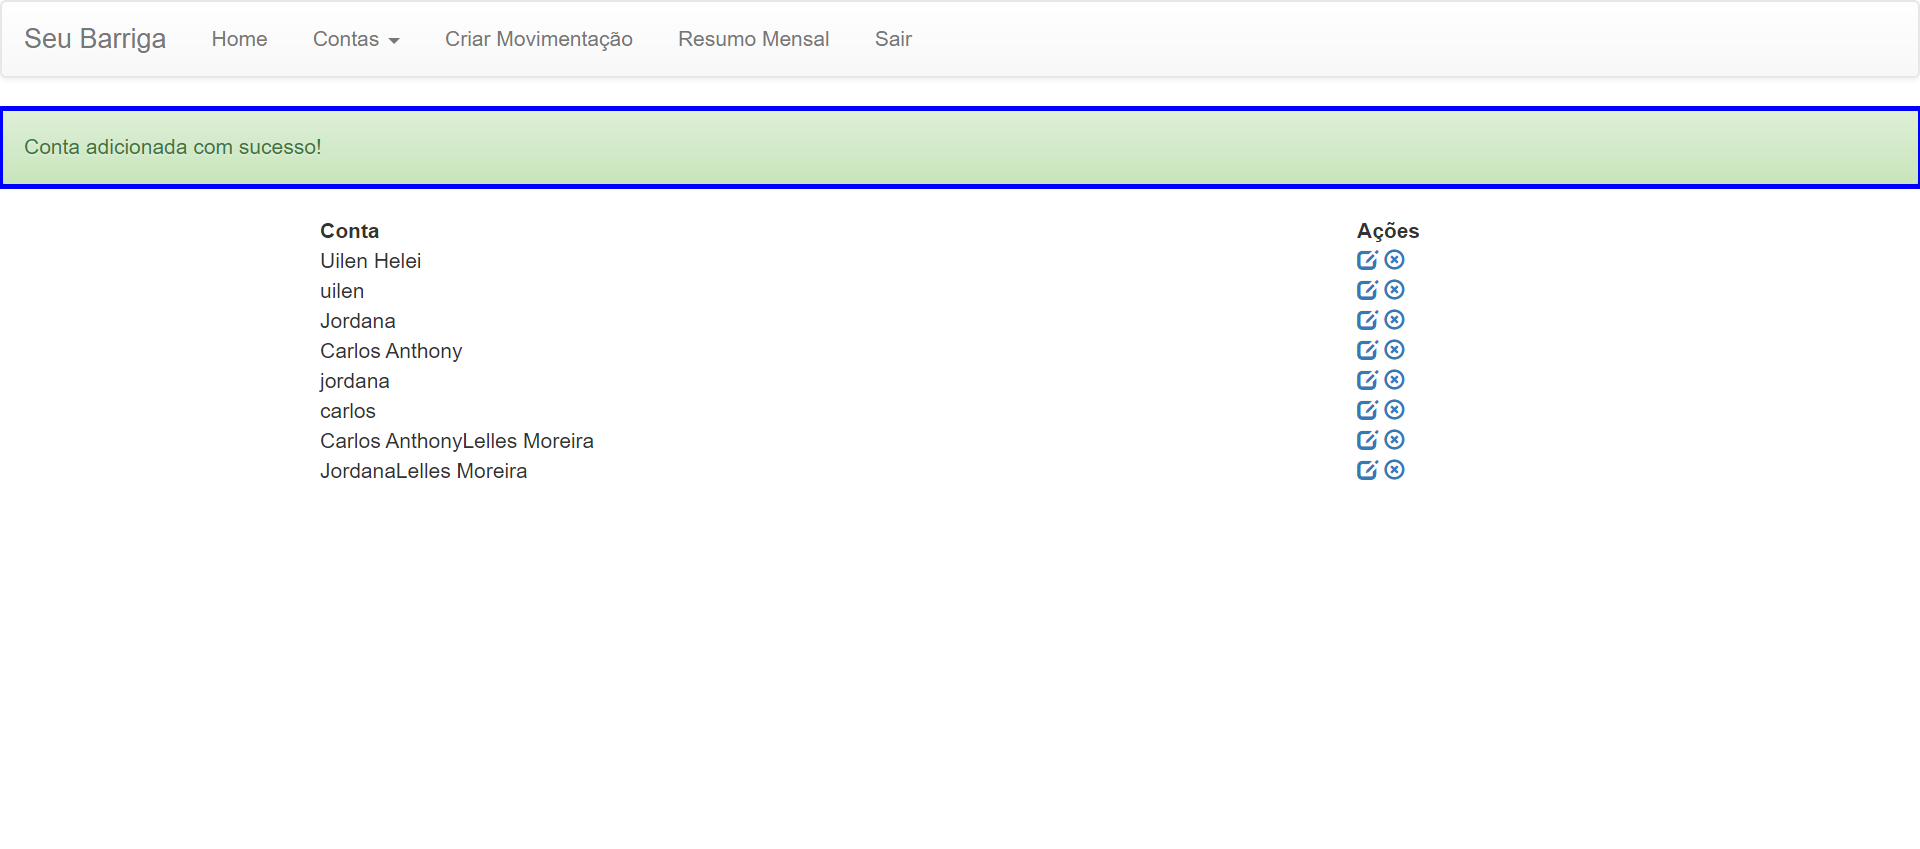 Seu Barriga Home Contas Criar Movimentação Resumo Mensal Sair
Conta adicionada com sucesso!
Conta Ações
Uilen Helei
uilen
Jordana
Carlos Anthony
jordana
carlos
Carlos AnthonyLelles Moreira
JordanaLelles Moreira